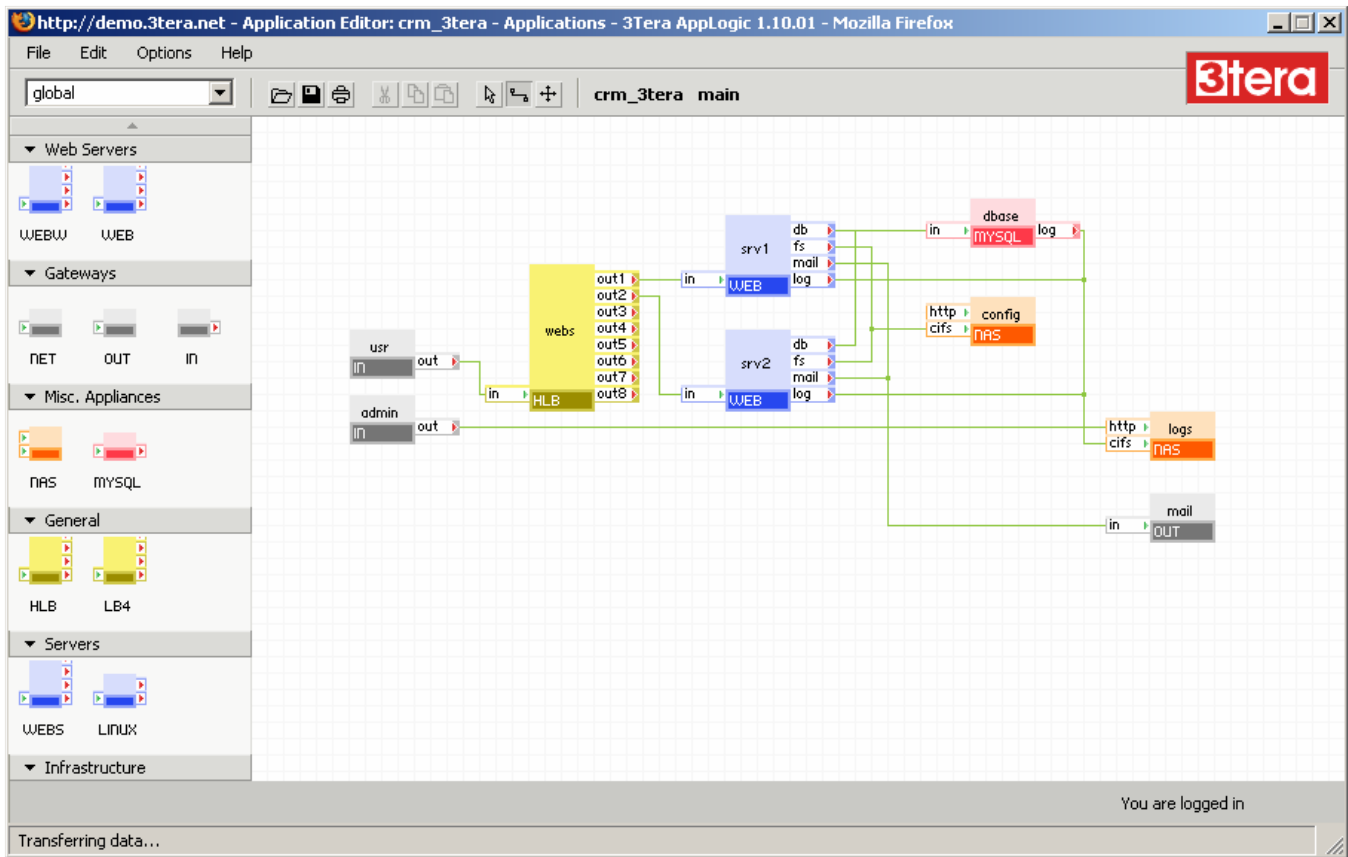 http://demo.3tera.net - Application Editor: crm_3tera - Applications - 3Tera AppLogic 1.10.01 - Mozilla Firefox
File Edit Options Help
3tera
global
crm_3tera main
Web Servers
WEBW WEB
Gateways
NET OUT IN
Misc. Appliances
NAS MYSQL
General
HLB LB4
Servers
WEBS LINUX
Infrastructure
usr
IN
out
admin
IN
out
webs
in
HLB
out1
out2
out3
out4
out5
out6
out7
out8
srv1
in
WEB
db
fs
mail
log
srv2
in
WEB
db
fs
mail
log
dbase
in
MYSQL
log
http
cifs
config
NAS
http
cifs
logs
NAS
mail
in
OUT
You are logged in
Transferring data...